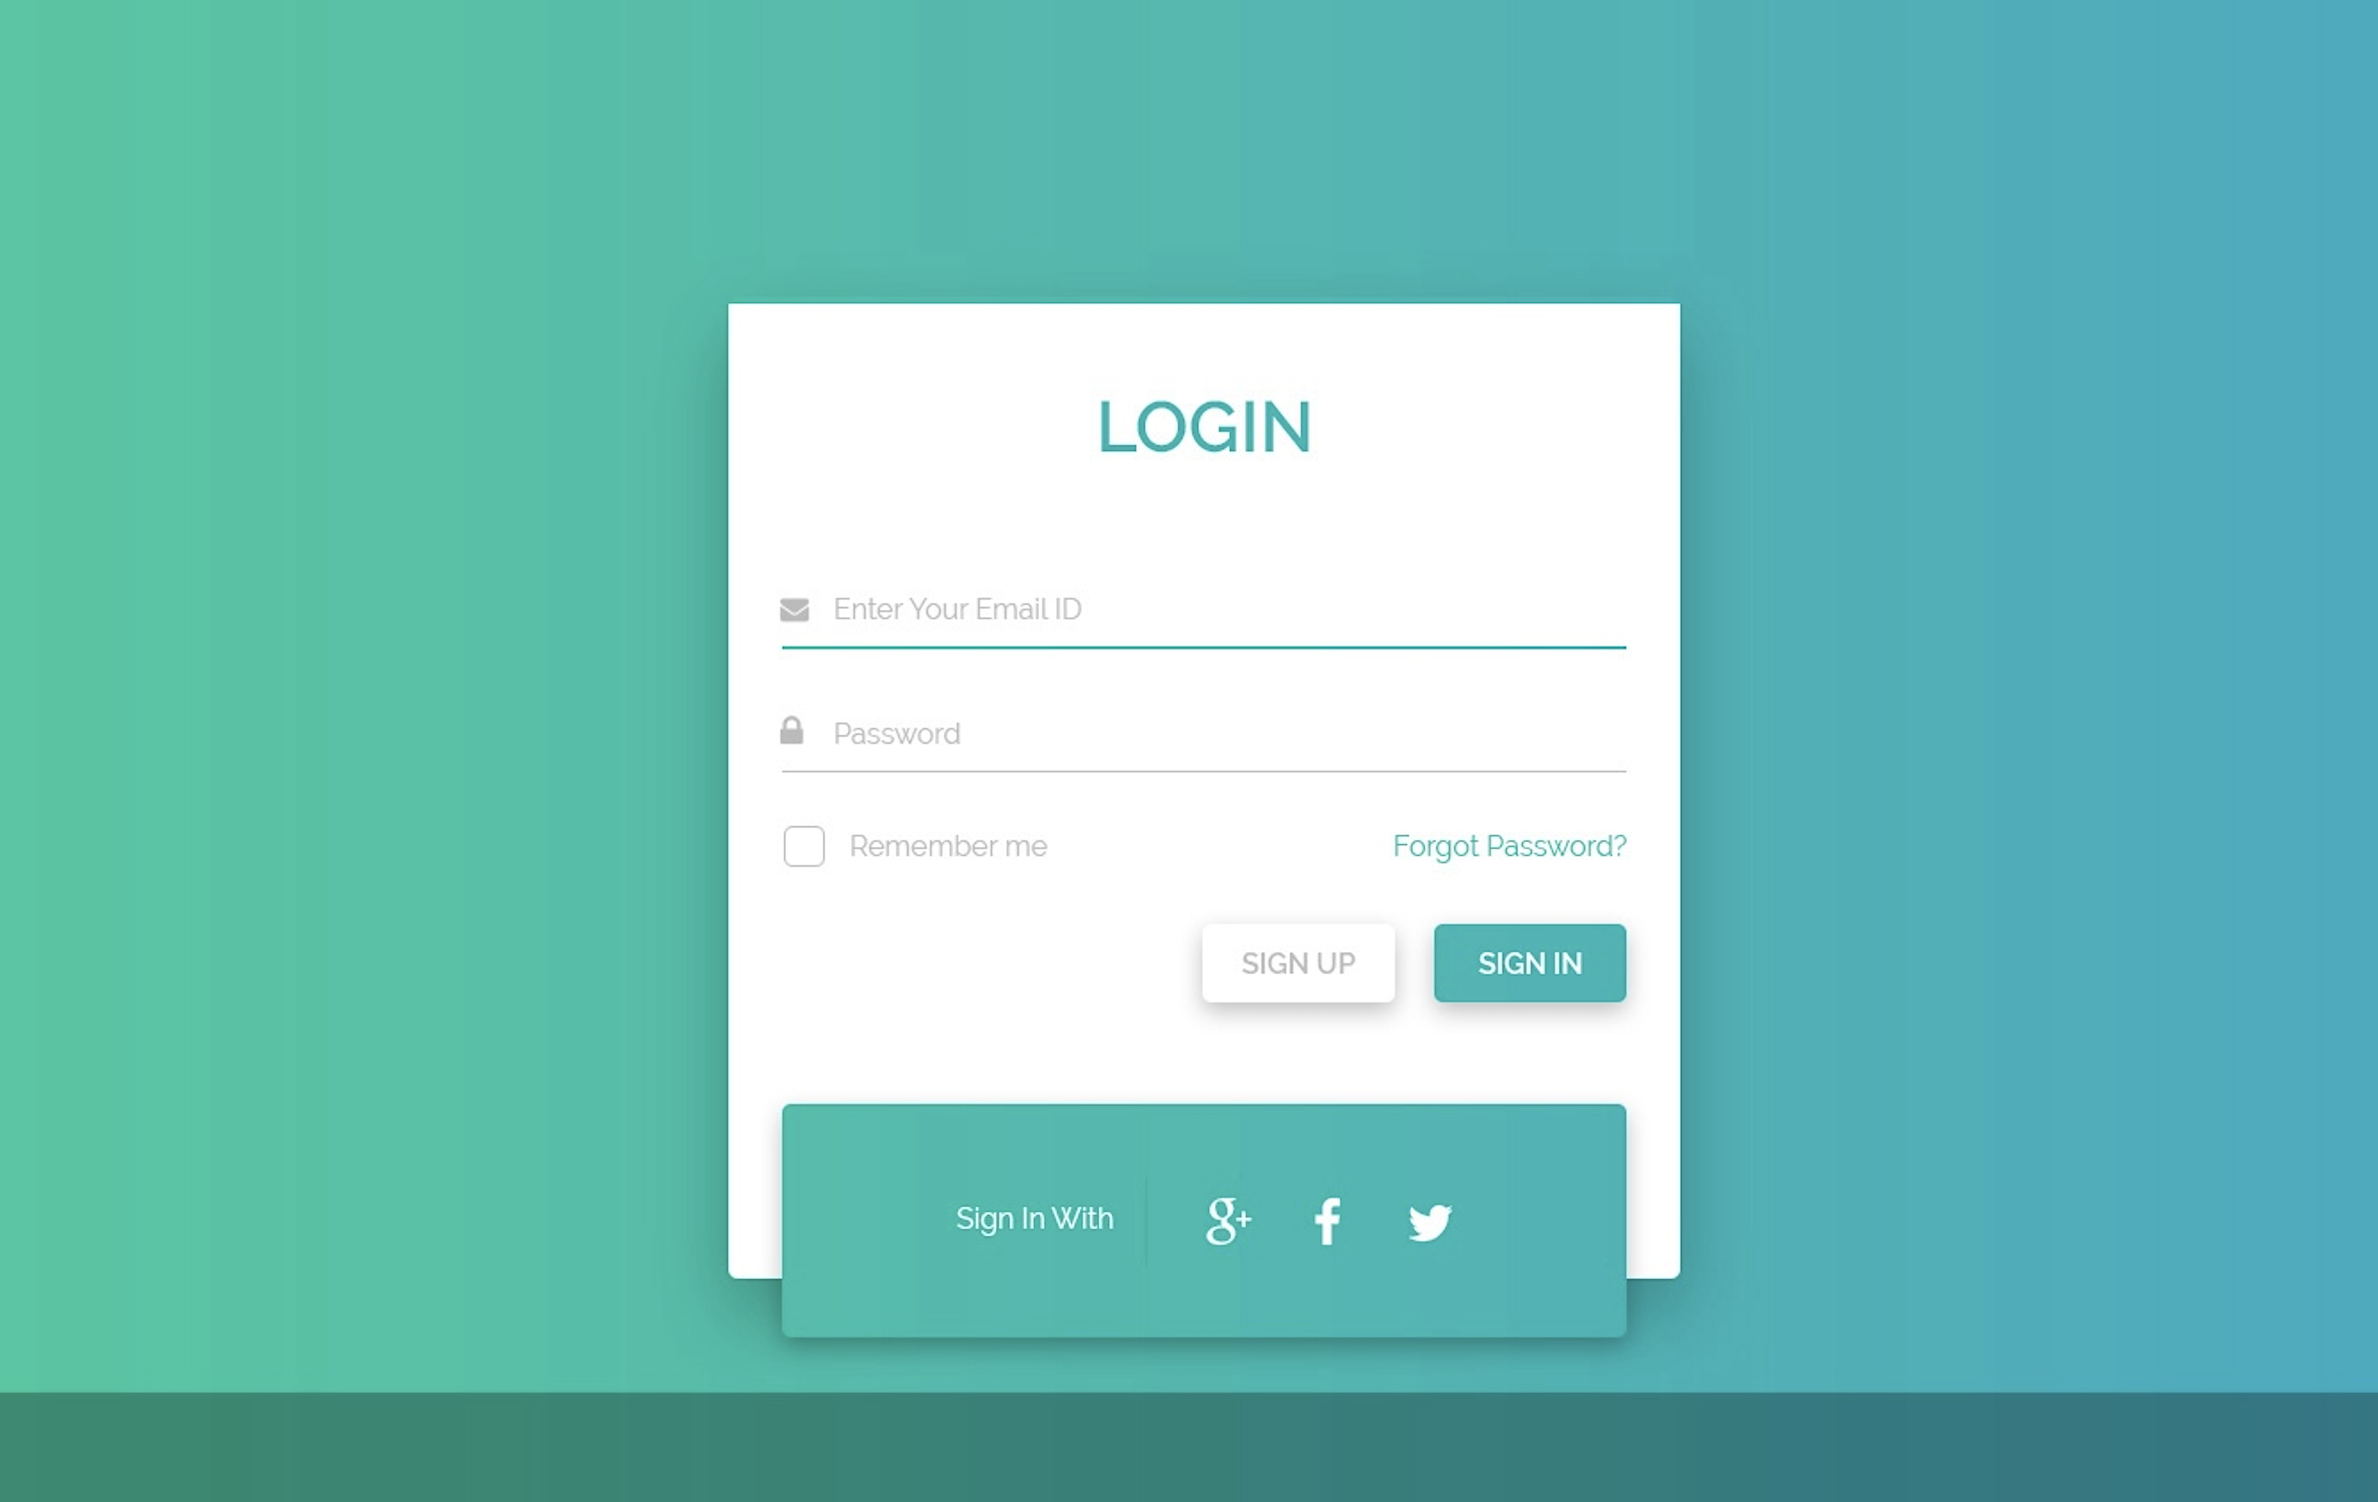 LOGIN
Enter Your Email ID
Password
Remember me
Forgot Password?
SIGN UP
SIGN IN
Sign In With
g+
f